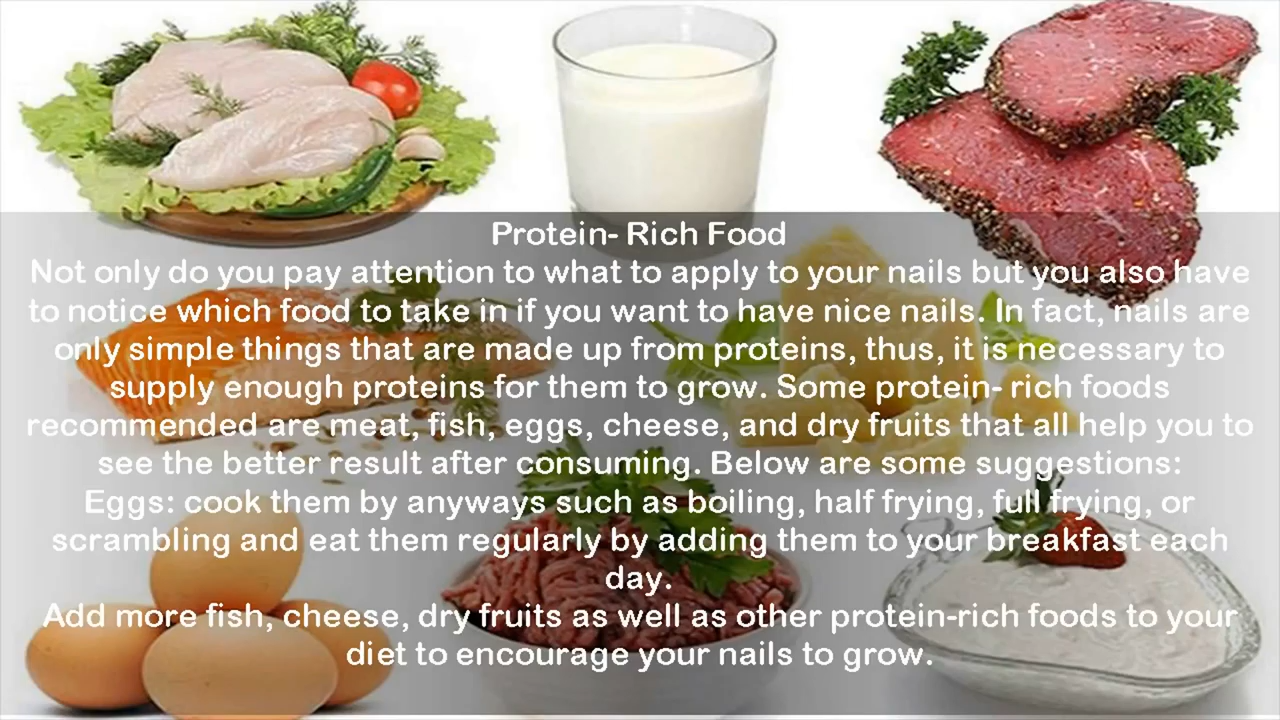 Protein- Rich Food
Not only do you pay attention to what to apply to your nails but you also have
to notice which food to take in if you want to have nice nails. In fact, nails are
only simple things that are made up from proteins, thus, it is necessary to
supply enough proteins for them to grow. Some protein- rich foods
recommended are meat, fish, eggs, cheese, and dry fruits that all help you to
see the better result after consuming. Below are some suggestions:
Eggs: cook them by anyways such as boiling, half frying, full frying, or
scrambling and eat them regularly by adding them to your breakfast each
day.
Add more fish, cheese, dry fruits as well as other protein-rich foods to your
diet to encourage your nails to grow.